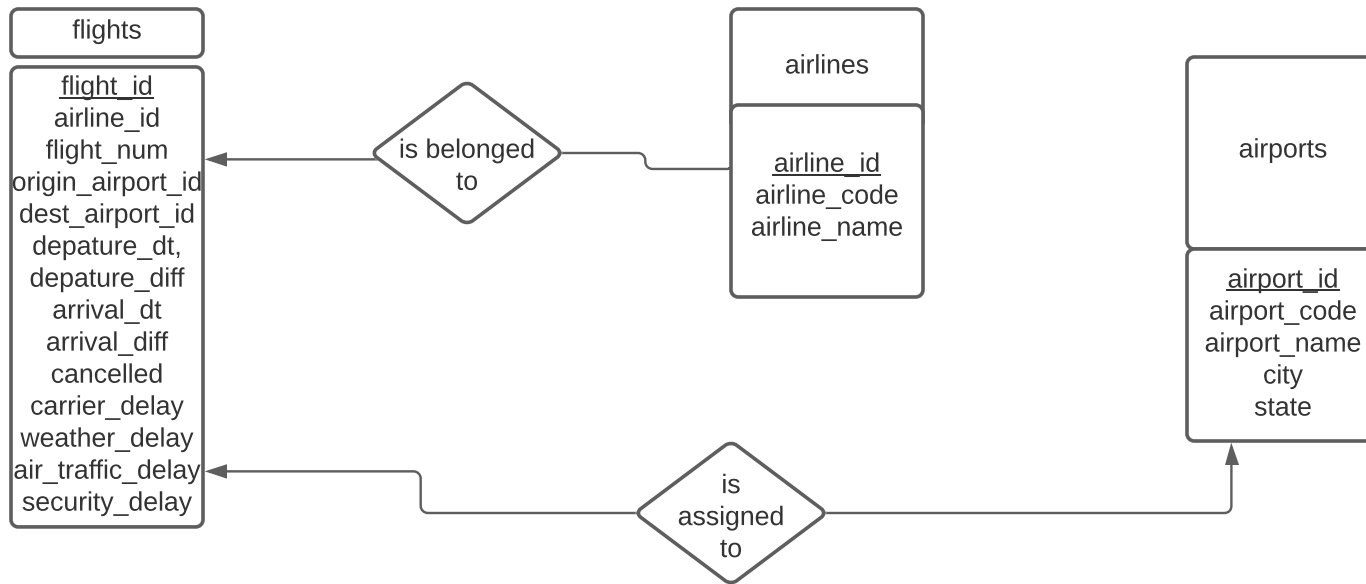 flights
flight_id
airline_id
flight_num
origin_airport_id
dest_airport_id
depature_dt,
depature_diff
arrival_dt
arrival_diff
cancelled
carrier_delay
weather_delay
air_traffic_delay
security_delay
is belonged
to
airlines
airline_id
airline_code
airline_name
airports
airport_id
airport_code
airport_name
city
state
is
assigned
to